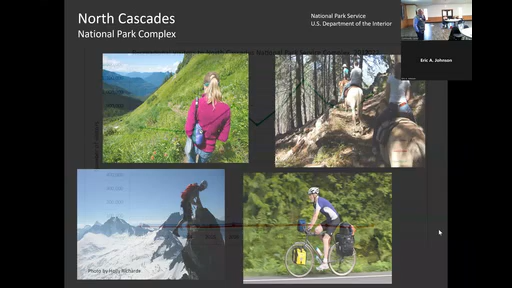 North Cascades
National Park Complex
National Park Service
U.S. Department of the Interior
Eric A. Johnson
Photo by Holly Richards